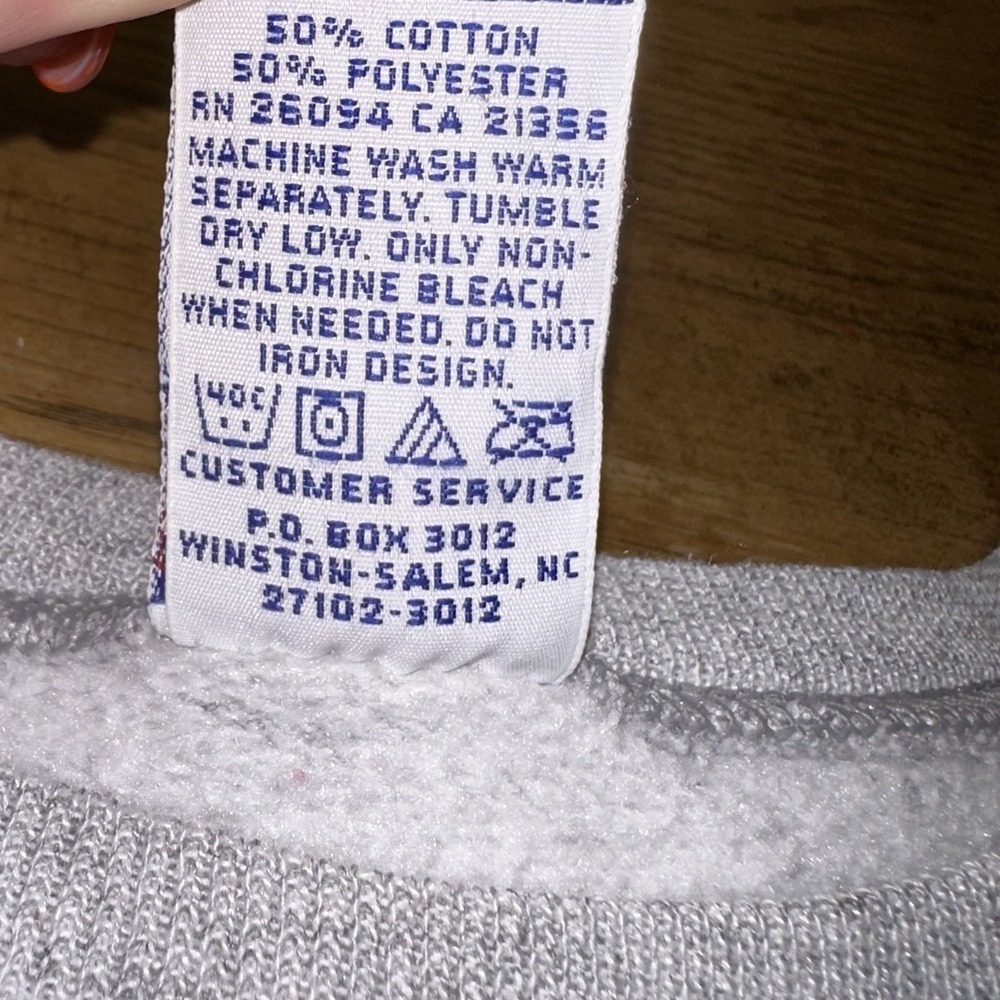 50% COTTON
50% POLYESTER
RN 26094 CA 21356
MACHINE WASH WARM
SEPARATELY. TUMBLE
DRY LOW. ONLY NON-
CHLORINE BLEACH
WHEN NEEDED. DO NOT
IRON DESIGN.
40C
CUSTOMER SERVICE
P.O. BOX 3012
WINSTON-SALEM, NC
27102-3012